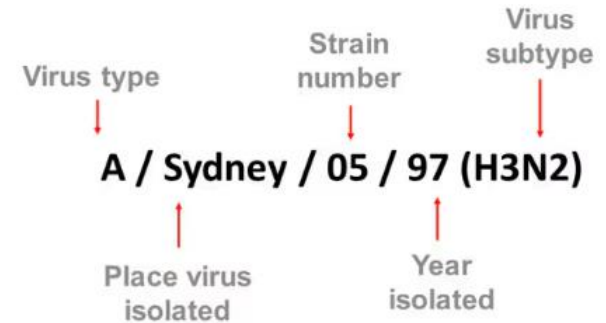 Virus
subtype
Strain
number
Virus type
A / Sydney / 05 / 97 (H3N2)
Place virus
isolated
Year
isolated